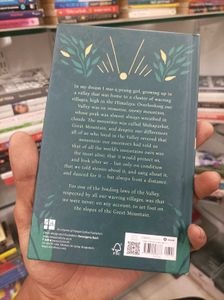 In my dream I was a young girl, growing up in
a valley that was home to a cluster of warring
villages, high in the Himalaya. Overlooking our
Valley was an immense, snowy mountain,
whose peak was almost always wreathed in
clouds. The mountain was called Mahaparbat,
Great Mountain, and despite our differences
all of us who lived in the Valley revered that
mountain: our ancestors had told us
that of all the world's mountains ours was
the most alive; that it would protect us,
and look after us – but only on condition
that we told stories about it, and sang about it,
and danced for it – but always from a distance.
For one of the binding laws of the Valley,
respected by all our warring villages, was that
we were never, on any account, to set foot on
the slopes of the Great Mountain.
FSC